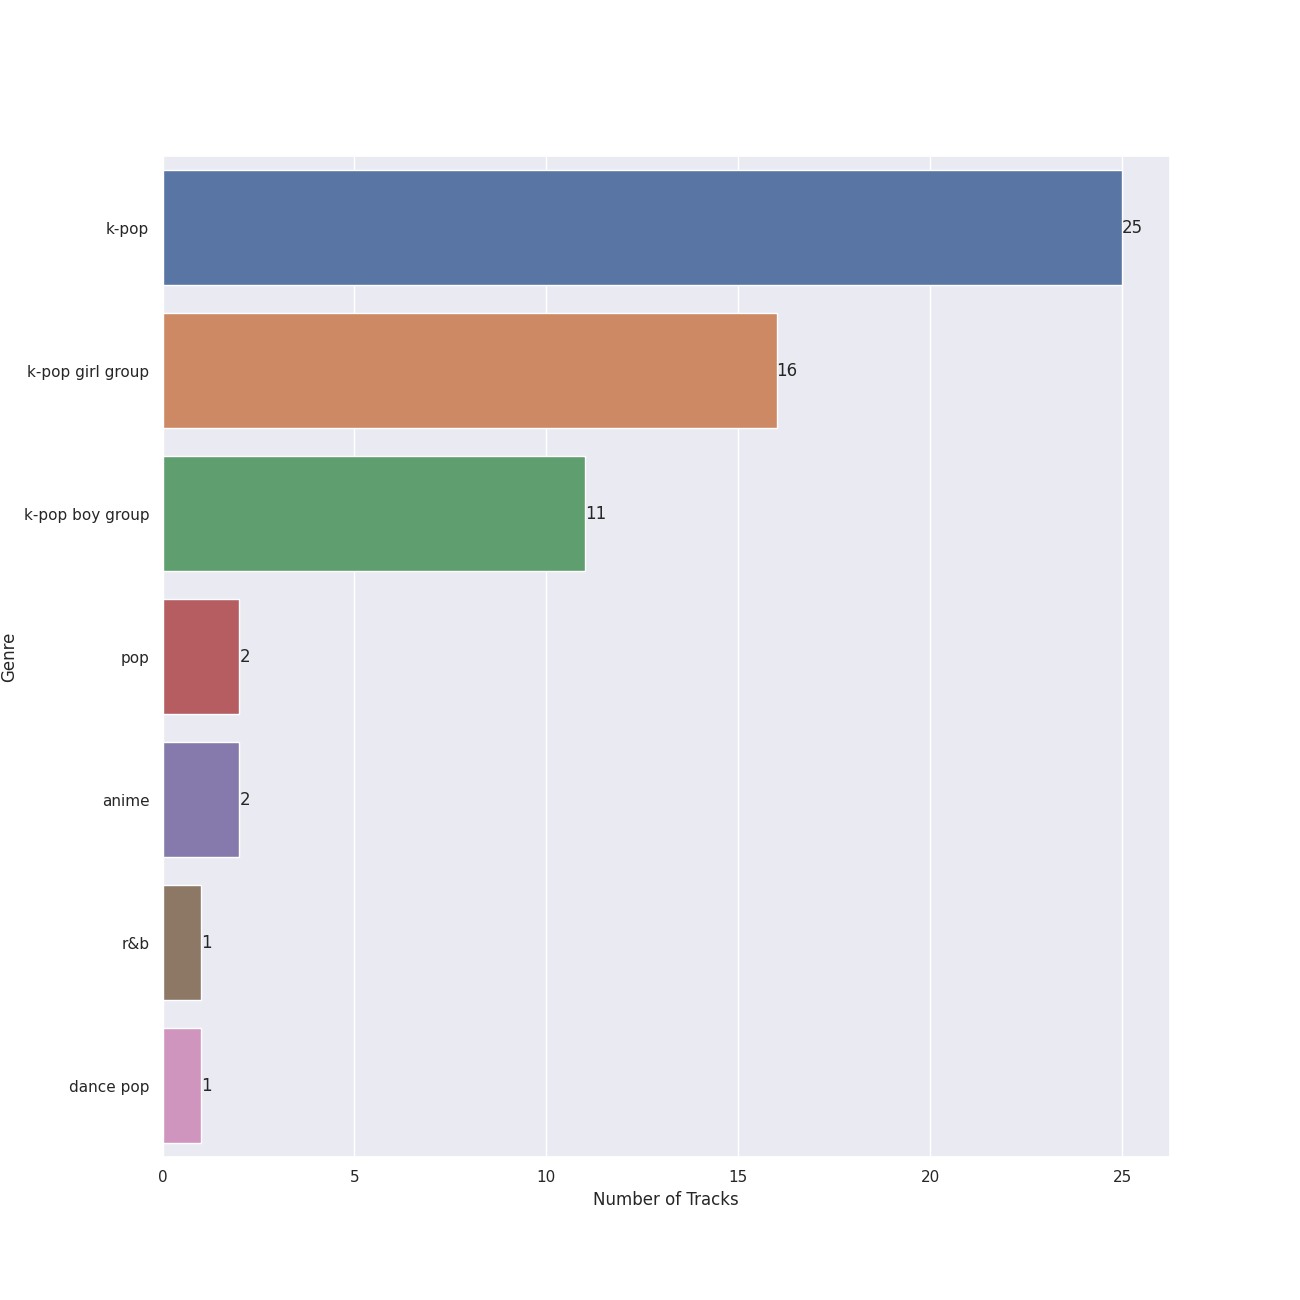 k-pop
25
k-pop girl group
16
k-pop boy group
11
pop
2
Genre
anime
2
r&b
1
dance pop
1
0 5 10 15 20 25
Number of Tracks